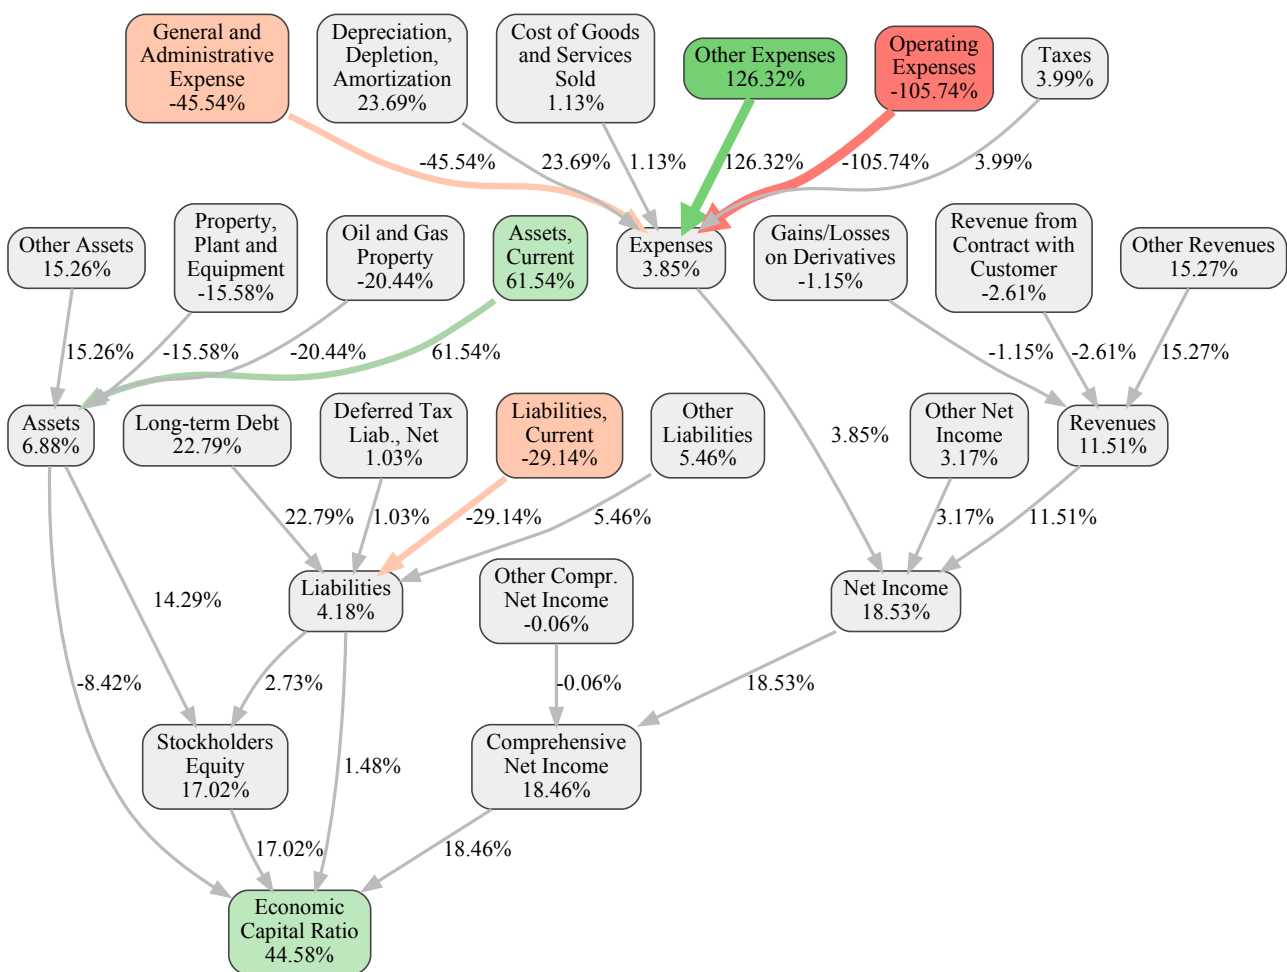 General and
Administrative
Expense
-45.54%
Depreciation,
Depletion,
Amortization
23.69%
Cost of Goods
and Services
Sold
1.13%
Other Expenses
126.32%
Operating
Expenses
-105.74%
Taxes
3.99%
-45.54%
23.69%
1.13%
126.32%
-105.74%
3.99%
Other Assets
15.26%
Property,
Plant and
Equipment
-15.58%
Oil and Gas
Property
-20.44%
Assets,
Current
61.54%
Expenses
3.85%
Gains/Losses
on Derivatives
-1.15%
Revenue from
Contract with
Customer
-2.61%
Other Revenues
15.27%
15.26%
-15.58%
-20.44%
61.54%
-1.15%
-2.61%
15.27%
Assets
6.88%
Long-term Debt
22.79%
Deferred Tax
Liab., Net
1.03%
Liabilities,
Current
-29.14%
Other
Liabilities
5.46%
3.85%
Other Net
Income
3.17%
Revenues
11.51%
22.79%
1.03%
-29.14%
5.46%
3.17%
11.51%
14.29%
Liabilities
4.18%
Other Compr.
Net Income
-0.06%
Net Income
18.53%
-8.42%
2.73%
-0.06%
18.53%
Stockholders
Equity
17.02%
1.48%
Comprehensive
Net Income
18.46%
17.02%
18.46%
Economic
Capital Ratio
44.58%